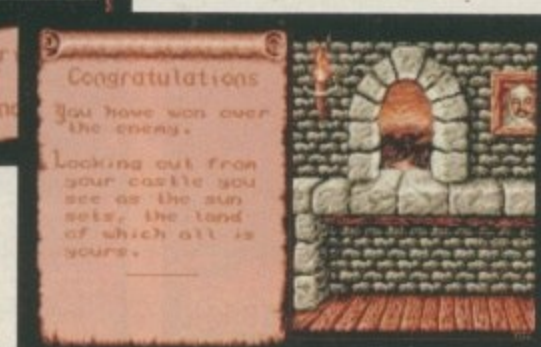 Congratulations
You have won over
the enemy.
Looking out from
your castle you
see as the sun
sets, the land
of which all is
yours.